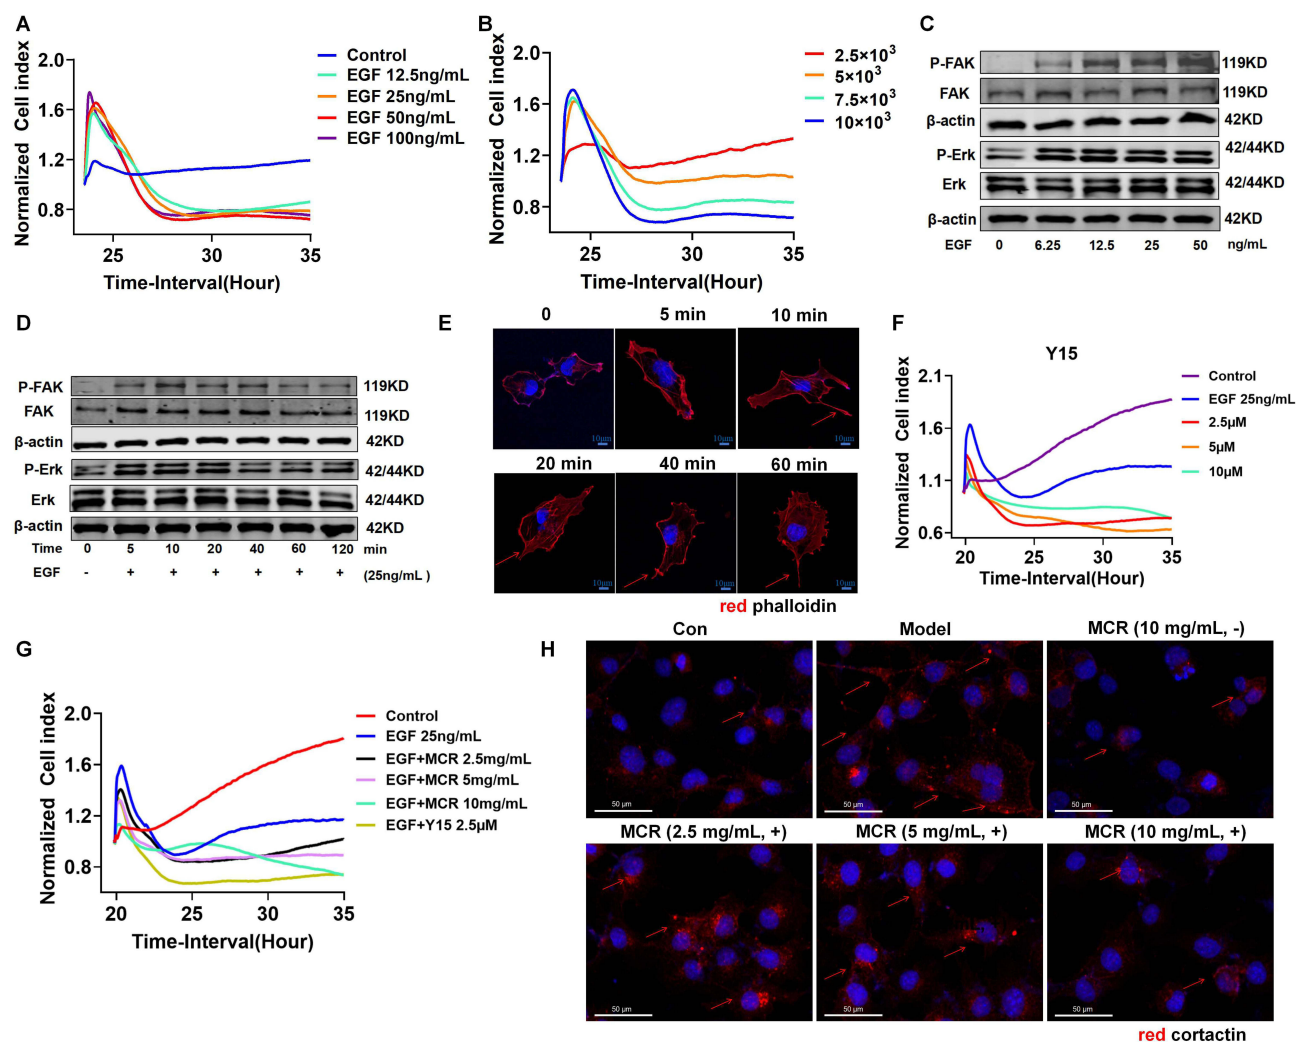 A
Normalized Cell index
2.0
1.6
1.2
0.8
25
30
35
Time-Interval(Hour)
Control
EGF 12.5ng/mL
EGF 25ng/mL
EGF 50ng/mL
EGF 100ng/mL
B
Normalized Cell index
2.0
1.6
1.2
0.8
25
30
35
Time-Interval(Hour)
2.5×10³
5×10³
7.5×10³
10×10³
C
P-FAK 119KD
FAK 119KD
β-actin 42KD
P-Erk 42/44KD
Erk 42/44KD
β-actin 42KD
EGF 0 6.25 12.5 25 50 ng/mL
D
P-FAK 119KD
FAK 119KD
β-actin 42KD
P-Erk 42/44KD
Erk 42/44KD
β-actin 42KD
Time 0 5 10 20 40 60 120 min
EGF - + + + + + + (25ng/mL )
E
0 5 min 10 min
10μm 10μm 10μm
20 min 40 min 60 min
10μm 10μm 10μm
red phalloidin
F
Y15
Normalized Cell index
2.1
1.6
1.1
0.6
20 25 30 35
Time-Interval(Hour)
Control
EGF 25ng/mL
2.5μM
5μM
10μM
G
Normalized Cell index
2.0
1.6
1.2
0.8
20 25 30 35
Time-Interval(Hour)
Control
EGF 25ng/mL
EGF+MCR 2.5mg/mL
EGF+MCR 5mg/mL
EGF+MCR 10mg/mL
EGF+Y15 2.5μM
H
Con Model MCR (10 mg/mL, -)
50 μm 50 μm 50 μm
MCR (2.5 mg/mL, +) MCR (5 mg/mL, +) MCR (10 mg/mL, +)
50 μm 50 μm 50 μm
red cortactin